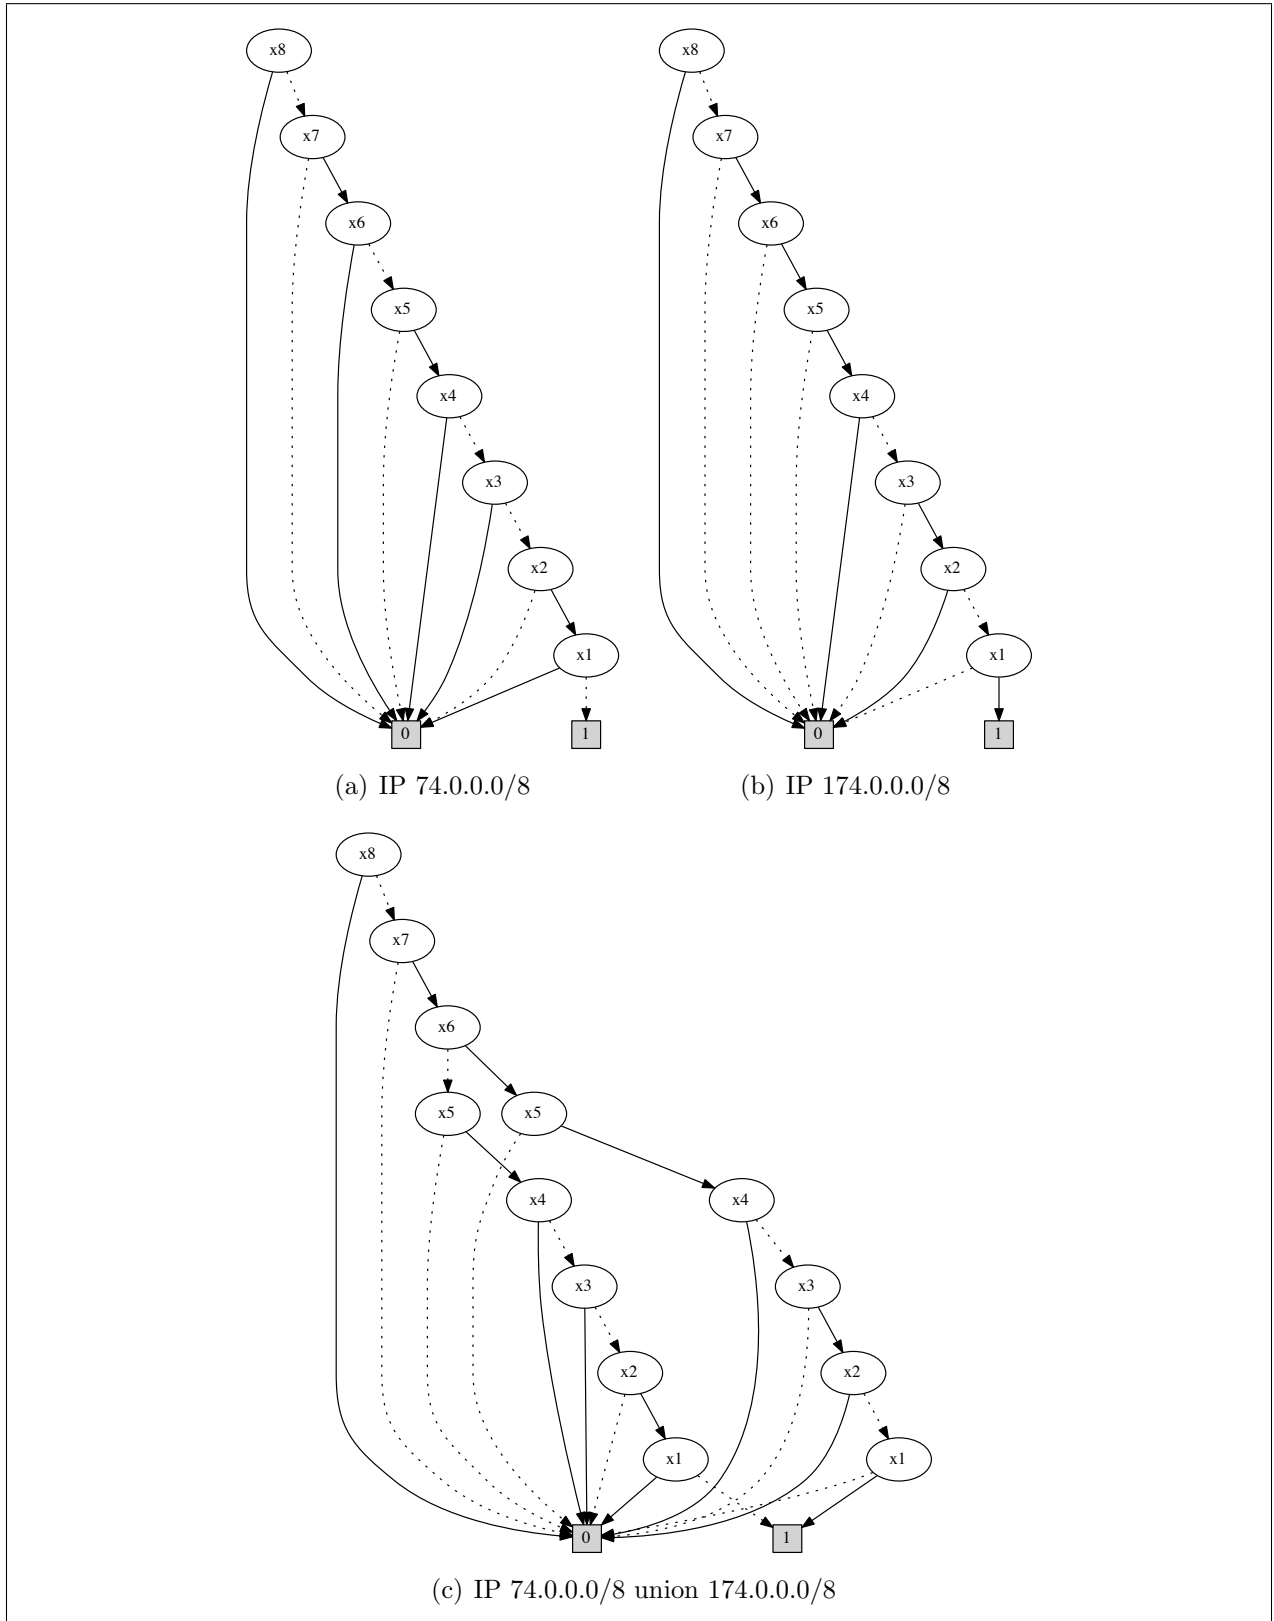 x8 x8
x7 x7
x6 x6
x5 x5
x4 x4
x3 x3
x2 x2
x1 x1
0 1 0 1
(a) IP 74.0.0.0/8 (b) IP 174.0.0.0/8
x8
x7
x6
x5 x5
x4 x4
x3 x3
x2 x2
x1 x1
0 1
(c) IP 74.0.0.0/8 union 174.0.0.0/8